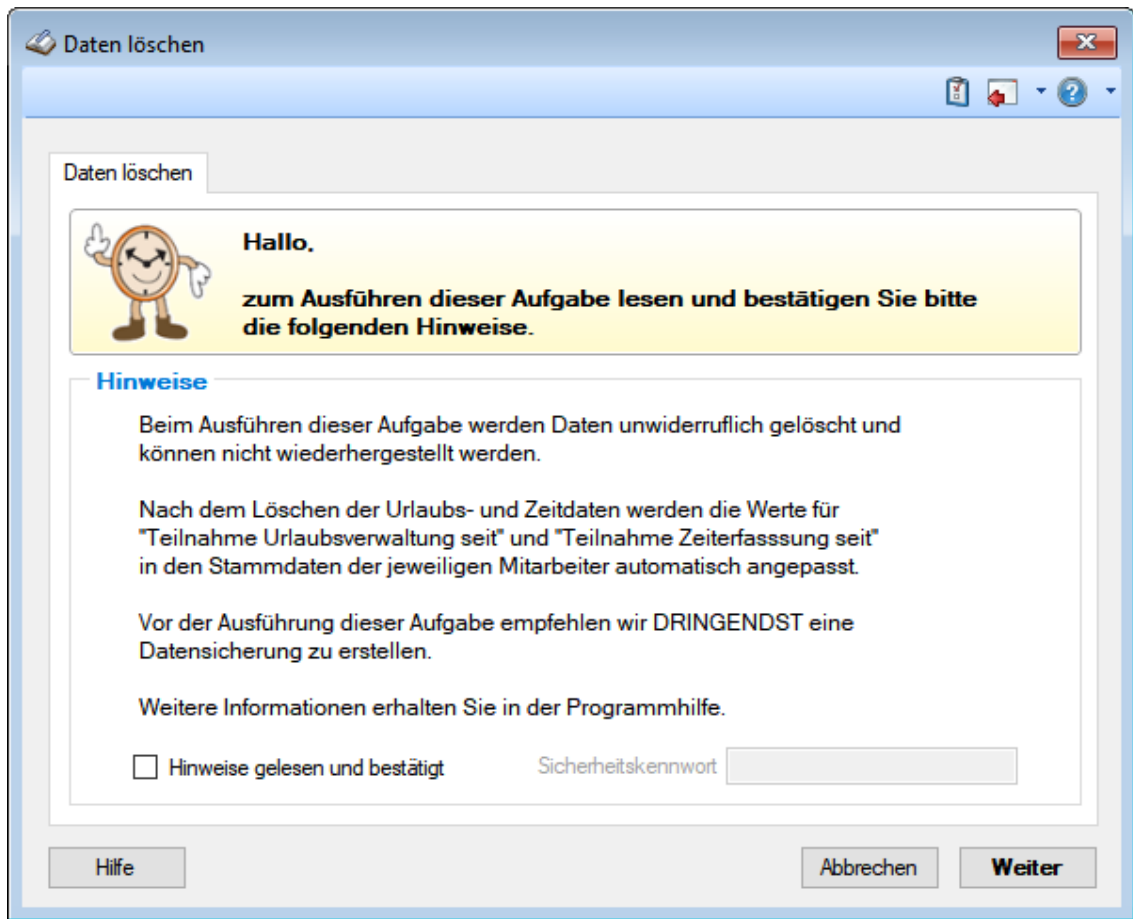 Daten löschen
Daten löschen
Hallo,
zum Ausführen dieser Aufgabe lesen und bestätigen Sie bitte
die folgenden Hinweise.
Hinweise
Beim Ausführen dieser Aufgabe werden Daten unwiderruflich gelöscht und
können nicht wiederhergestellt werden.
Nach dem Löschen der Urlaubs- und Zeitdaten werden die Werte für
"Teilnahme Urlaubsverwaltung seit" und "Teilnahme Zeiterfasssung seit"
in den Stammdaten der jeweiligen Mitarbeiter automatisch angepasst.
Vor der Ausführung dieser Aufgabe empfehlen wir DRINGENDST eine
Datensicherung zu erstellen.
Weitere Informationen erhalten Sie in der Programmhilfe.
Hinweise gelesen und bestätigt Sicherheitskennwort
Hilfe Abbrechen Weiter